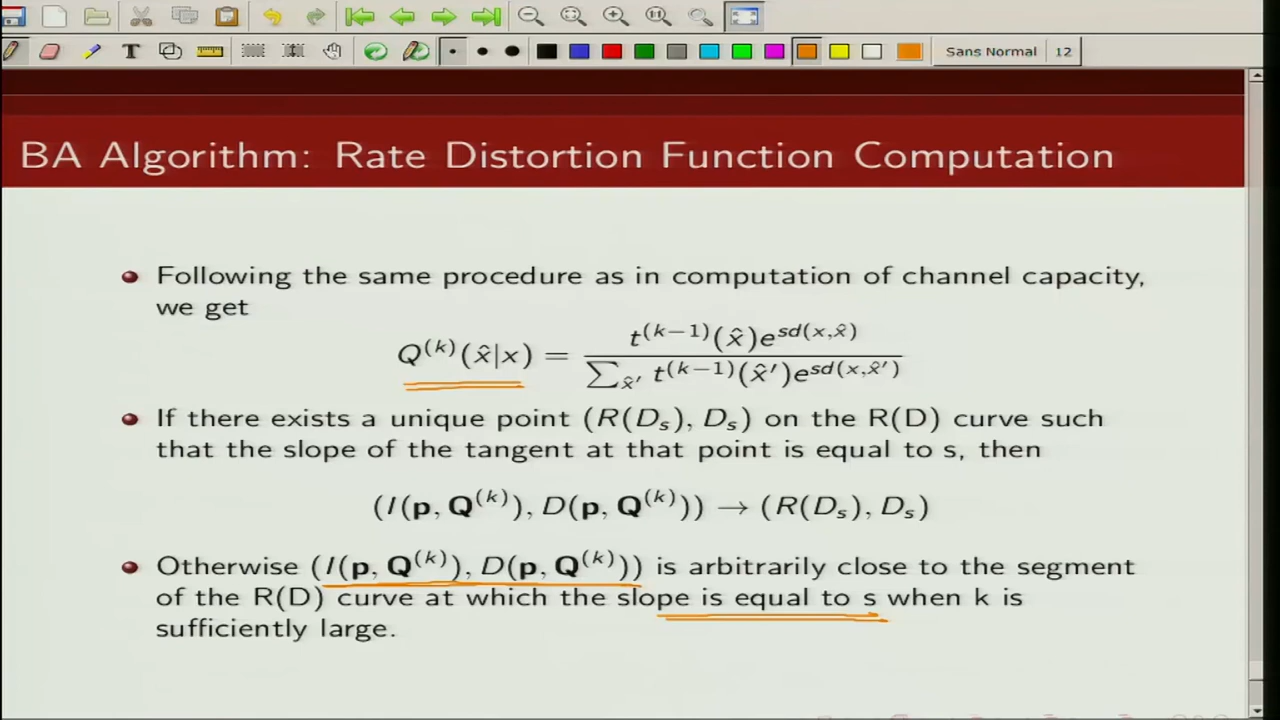 Sans Normal 12
BA Algorithm: Rate Distortion Function Computation
Following the same procedure as in computation of channel capacity,
we get
Q^(k)(x̂|x) = t^(k−1)(x̂)e^{sd(x,x̂)} / ∑_{x̂′} t^(k−1)(x̂′)e^{sd(x,x̂′)}
If there exists a unique point (R(D_s), D_s) on the R(D) curve such
that the slope of the tangent at that point is equal to s, then
(I(p, Q^(k)), D(p, Q^(k))) → (R(D_s), D_s)
Otherwise (I(p, Q^(k)), D(p, Q^(k))) is arbitrarily close to the segment
of the R(D) curve at which the slope is equal to s when k is
sufficiently large.